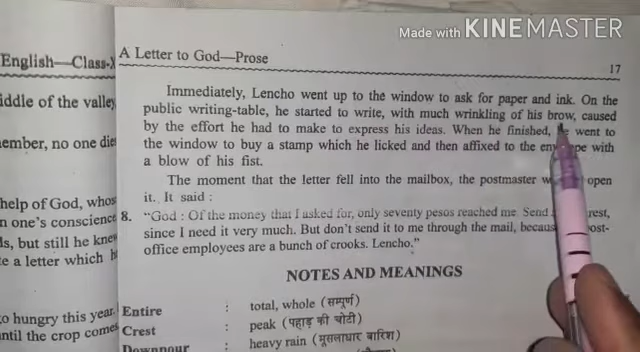 Made with KINEMASTER
English—Class-X
A Letter to God—Prose
17
iddle of the valley
ember, no one die
help of God, whos
n one's conscience
ls, but still he knew
e a letter which h
o hungry this year.
until the crop comes
Immediately, Lencho went up to the window to ask for paper and ink. On the
public writing-table, he started to write, with much wrinkling of his brow, caused
by the effort he had to make to express his ideas. When he finished, he went to
the window to buy a stamp which he licked and then affixed to the envelope with
a blow of his fist.
The moment that the letter fell into the mailbox, the postmaster w open
it. It said :
8. “God : Of the money that I asked for, only seventy pesos reached me. Send rest,
since I need it very much. But don't send it to me through the mail, becau ost-
office employees are a bunch of crooks. Lencho.”
NOTES AND MEANINGS
Entire : total, whole (सम्पूर्ण)
Crest : peak (पहाड़ की चोटी)
Downpour : heavy rain (मूसलाधार बारिश)